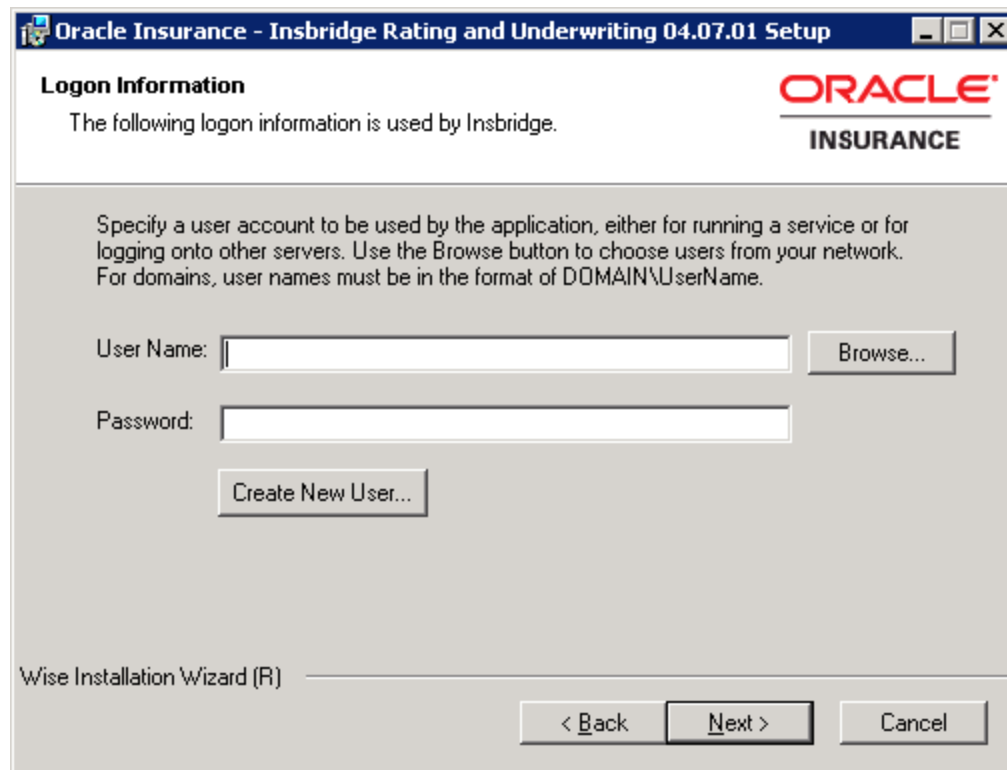 Oracle Insurance - Insbridge Rating and Underwriting 04.07.01 Setup
Logon Information
The following logon information is used by Insbridge.
ORACLE
INSURANCE
Specify a user account to be used by the application, either for running a service or for
logging onto other servers. Use the Browse button to choose users from your network.
For domains, user names must be in the format of DOMAIN\UserName.
User Name:
Browse...
Password:
Create New User...
Wise Installation Wizard (R)
< Back
Next >
Cancel